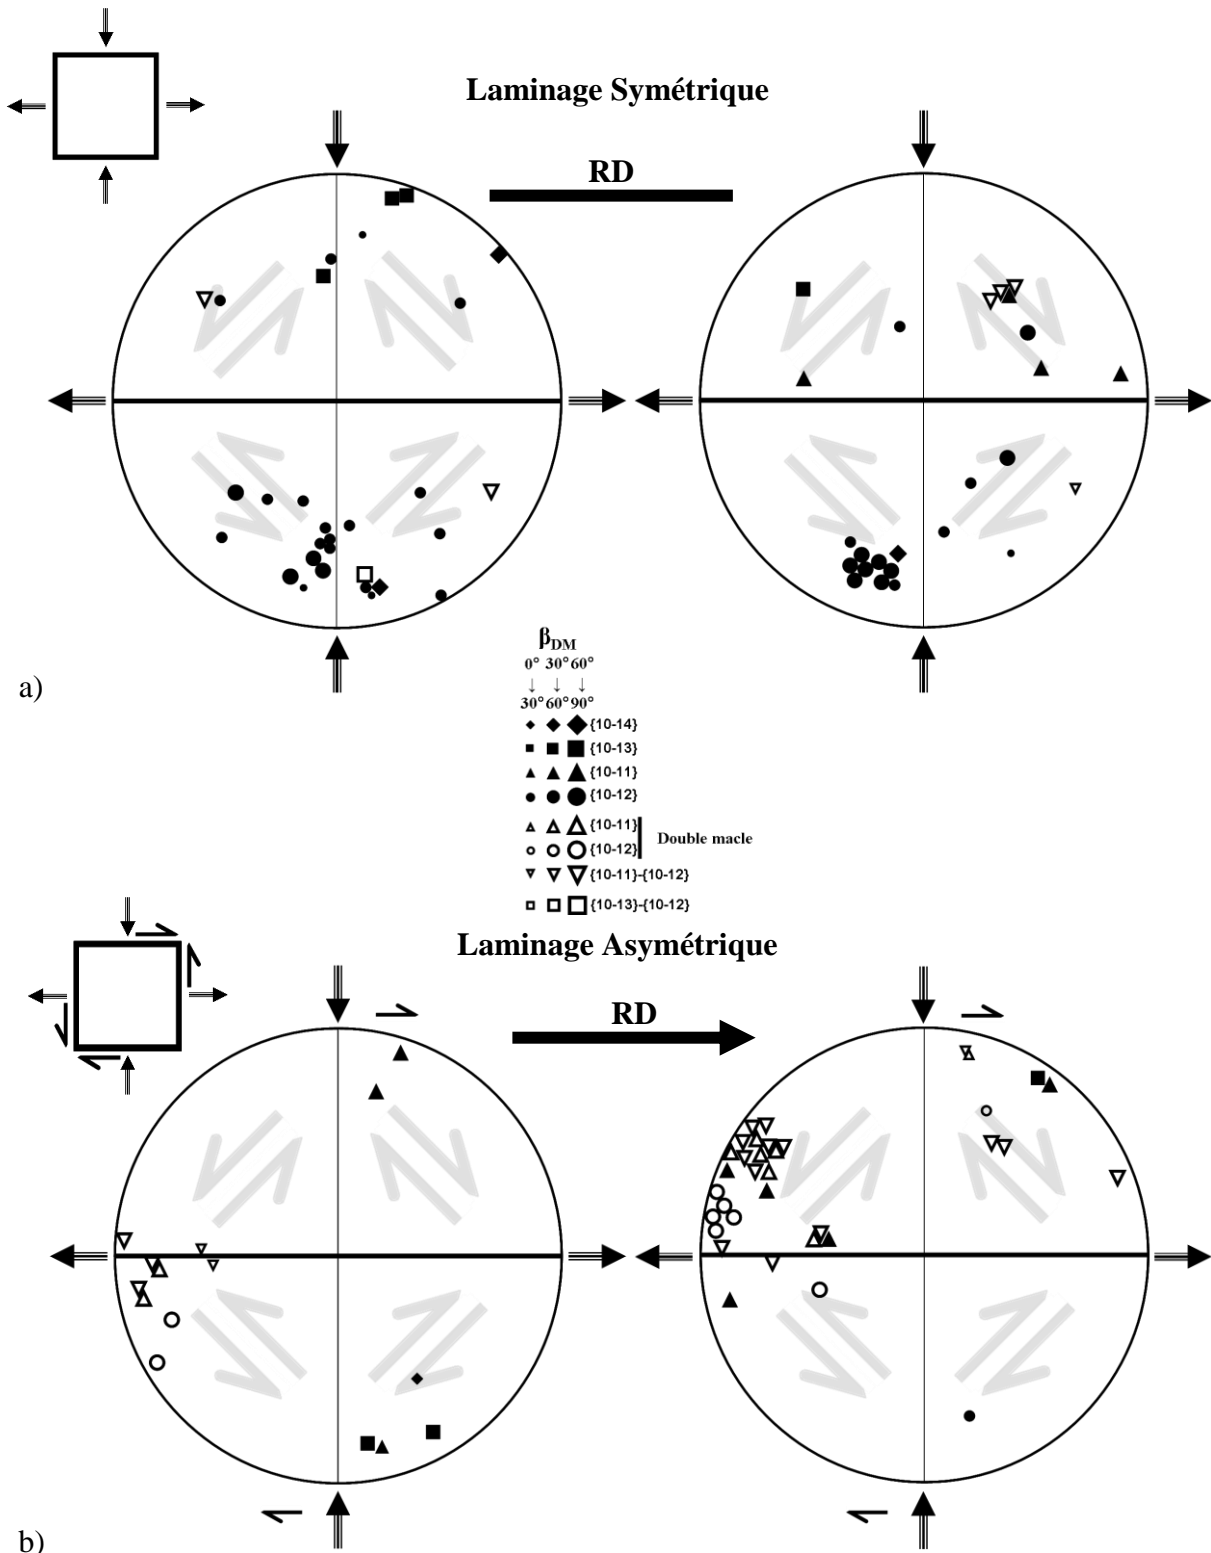 Laminage Symétrique
RD
a)
βDM
0° 30° 60°
↓ ↓ ↓
30° 60° 90°
{10-14}
{10-13}
{10-11}
{10-12}
{10-11}
Double macle
{10-12}
{10-11}-{10-12}
{10-13}-{10-12}
Laminage Asymétrique
RD
b)